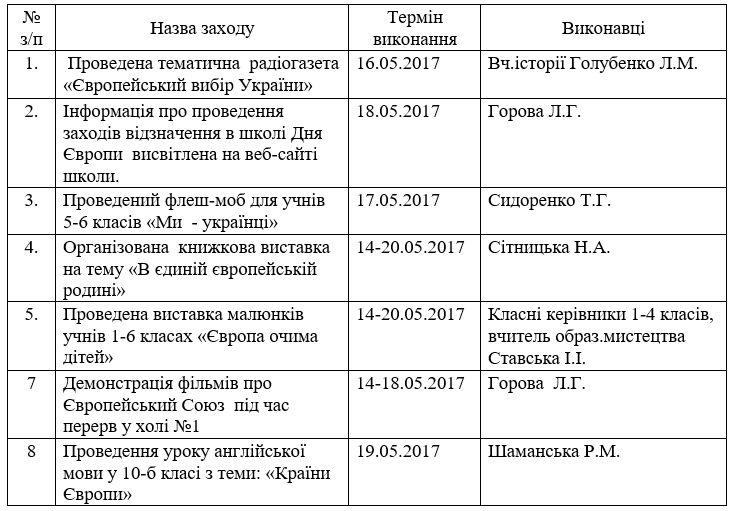 № з/п Назва заходу Термін виконання Виконавці
1. Проведена тематична радіогазета 16.05.2017 Вч.історії Голубенко Л.М.
«Європейський вибір України»
2. Інформація про проведення 18.05.2017 Горова Л.Г.
заходів відзначення в школі Дня
Європи висвітлена на веб-сайті
школи.
3. Проведений флеш-моб для учнів 17.05.2017 Сидоренко Т.Г.
5-6 класів «Ми - українці»
4. Організована книжкова виставка 14-20.05.2017 Сітницька Н.А.
на тему «В єдиній європейській
родині»
5. Проведена виставка малюнків 14-20.05.2017 Класні керівники 1-4 класів,
учнів 1-6 класах «Європа очима вчитель образ.мистецтва
дітей» Ставська І.І.
7 Демонстрація фільмів про 14-18.05.2017 Горова Л.Г.
Європейський Союз під час
перерв у холі №1
8 Проведення уроку англійської 19.05.2017 Шаманська Р.М.
мови у 10-б класі з теми: «Країни
Європи»